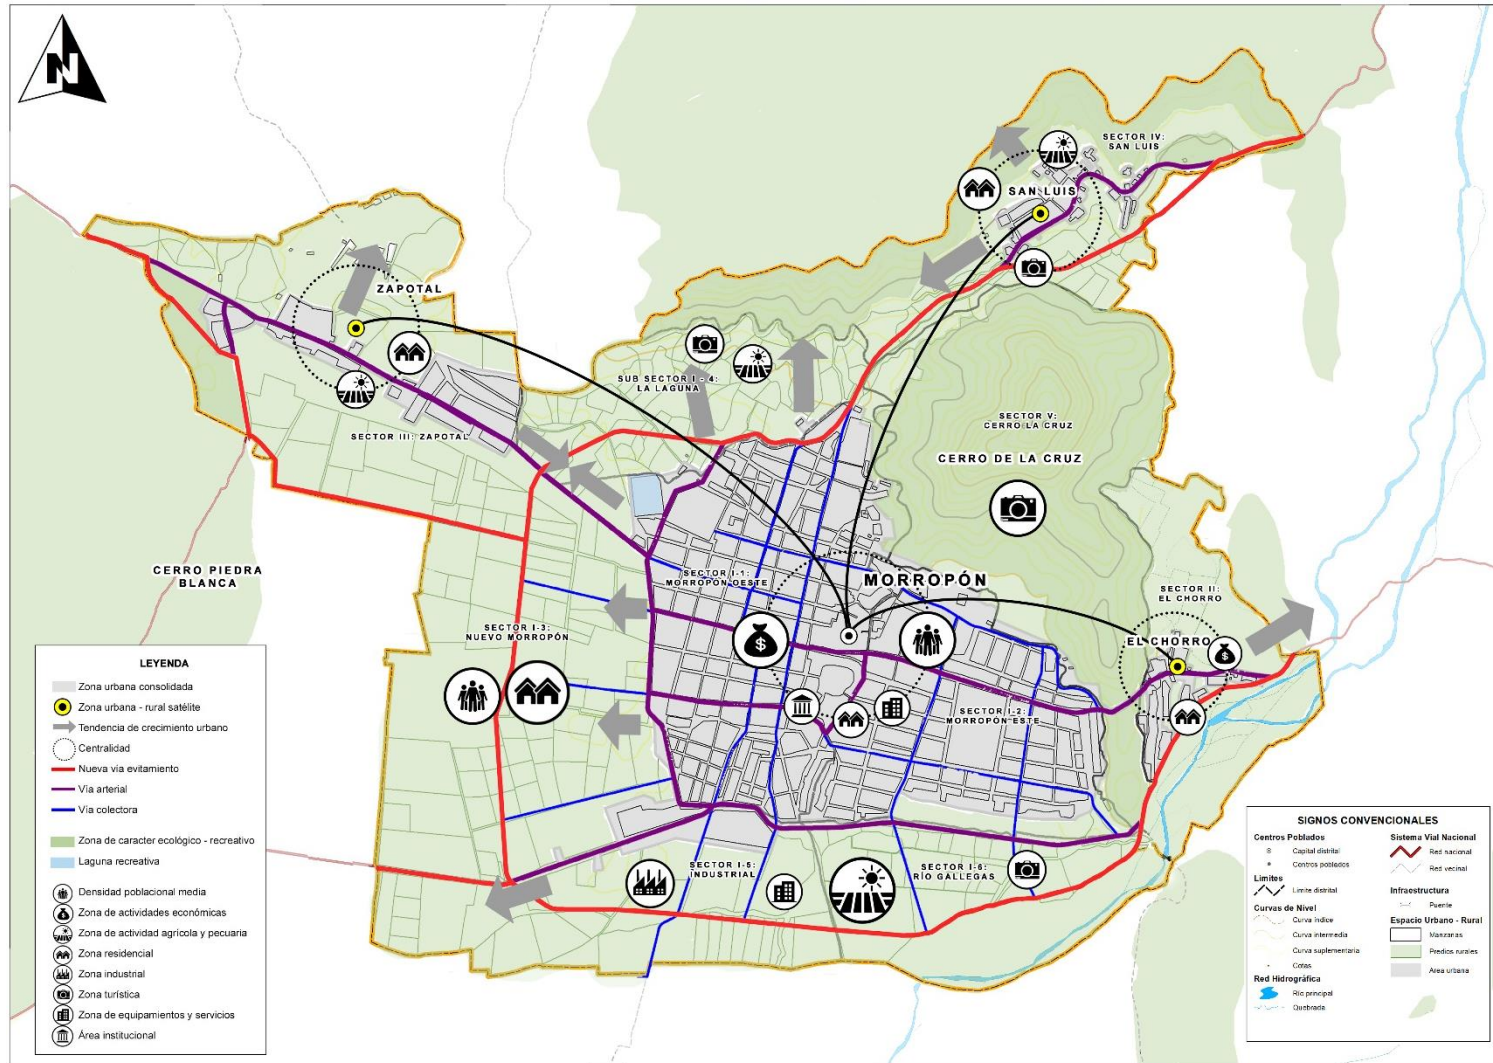 N
SECTOR IV:
SAN LUIS
SAN LUIS
ZAPOTAL
SUB SECTOR I - 4:
LA LAGUNA
SECTOR III: ZAPOTAL
SECTOR V:
CERRO LA CRUZ
CERRO DE LA CRUZ
CERRO PIEDRA
BLANCA
SECTOR I-1:
MORROPÓN OESTE
MORROPÓN
SECTOR II:
EL CHORRO
EL CHORRO
SECTOR I-3:
NUEVO MORROPÓN
SECTOR I-2:
MORROPÓN ESTE
SECTOR I-5:
INDUSTRIAL
SECTOR I-6:
RÍO GALLEGAS
LEYENDA
Zona urbana consolidada
Zona urbana - rural satélite
Tendencia de crecimiento urbano
Centralidad
Nueva vía evitamiento
Vía arterial
Vía colectora
Zona de caracter ecológico - recreativo
Laguna recreativa
Densidad poblacional media
Zona de actividades económicas
Zona de actividad agrícola y pecuaria
Zona residencial
Zona industrial
Zona turística
Zona de equipamientos y servicios
Área institucional
SIGNOS CONVENCIONALES
Centros Poblados
Capital distrital
Centros poblados
Limites
Limite distrital
Curvas de Nivel
Curva índice
Curva intermedia
Curva suplementaria
Cotas
Red Hidrográfica
Río principal
Quebrada
Sistema Vial Nacional
Red nacional
Red vecinal
Infraestructura
Puente
Espacio Urbano - Rural
Manzanas
Predios rurales
Area urbana